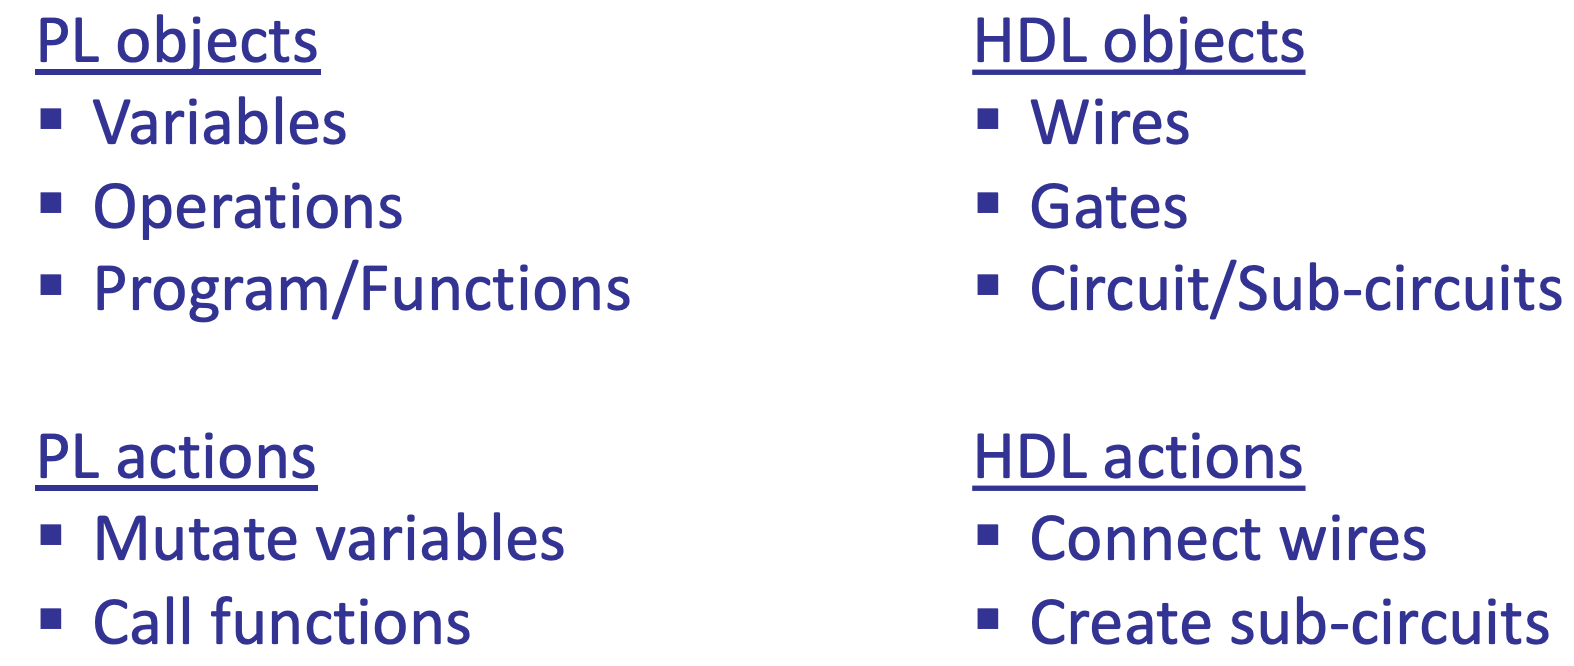 PL objects
▪ Variables
▪ Operations
▪ Program/Functions
PL actions
▪ Mutate variables
▪ Call functions
HDL objects
▪ Wires
▪ Gates
▪ Circuit/Sub-circuits
HDL actions
▪ Connect wires
▪ Create sub-circuits